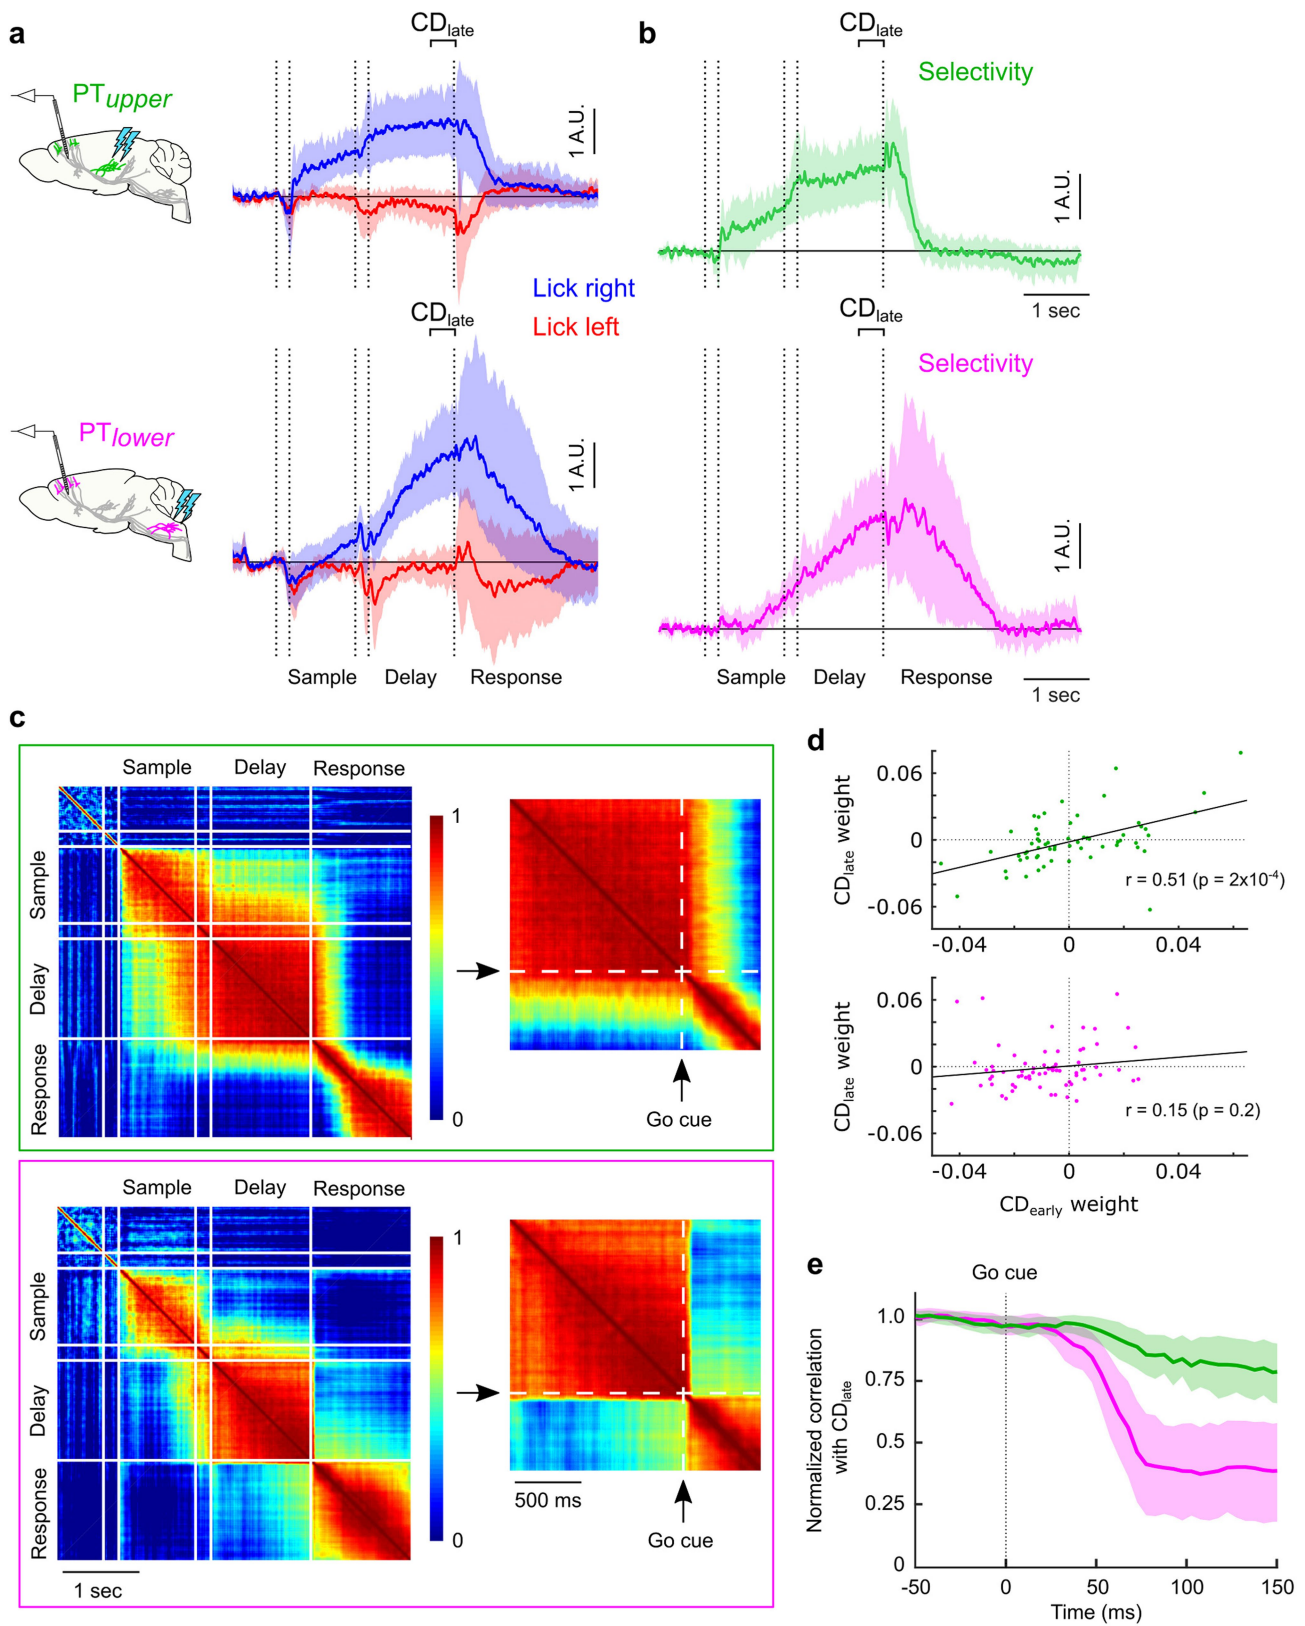 a
CDlate
PTupper
1 A.U.
Lick right
Lick left
CDlate
PTlower
1 A.U.
Sample Delay Response
b
CDlate
Selectivity
1 A.U.
1 sec
CDlate
Selectivity
1 A.U.
Sample Delay Response
1 sec
c
Sample Delay Response
Sample
Delay
Response
1
0
Go cue
Sample Delay Response
Sample
Delay
Response
1
0
1 sec
500 ms
Go cue
d
CDlate weight
0.06
0
-0.06
r = 0.51 (p = 2x10-4)
-0.04 0 0.04
CDlate weight
0.06
0
-0.06
r = 0.15 (p = 0.2)
-0.04 0 0.04
CDearly weight
e
Go cue
Normalized correlation
with CDlate
1.0
0.75
0.5
0.25
0
-50 0 50 100 150
Time (ms)